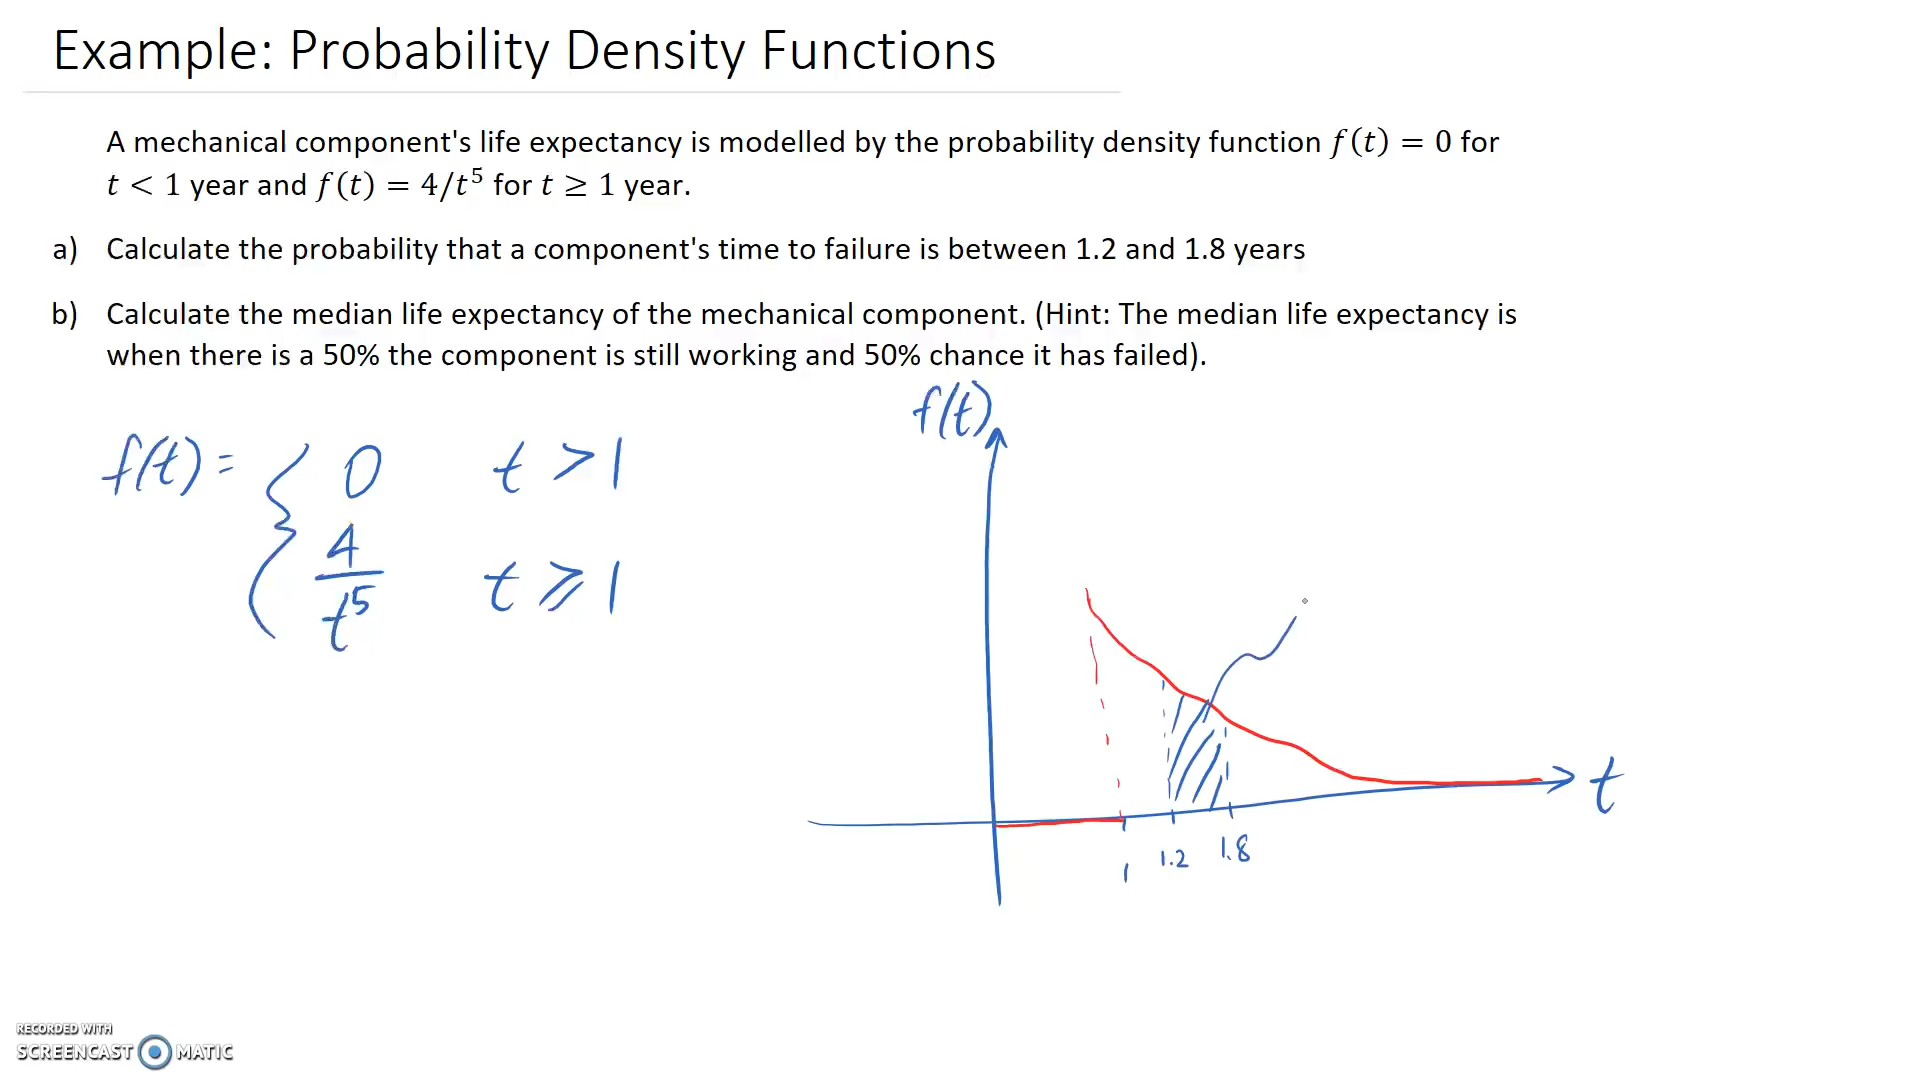 Example: Probability Density Functions
A mechanical component's life expectancy is modelled by the probability density function f(t) = 0 for
t < 1 year and f(t) = 4/t⁵ for t ≥ 1 year.
a) Calculate the probability that a component's time to failure is between 1.2 and 1.8 years
b) Calculate the median life expectancy of the mechanical component. (Hint: The median life expectancy is
when there is a 50% the component is still working and 50% chance it has failed).
f(t)
f(t) = { 0 t > 1
4/t⁵ t ≥ 1
t
1 1.2 1.8
RECORDED WITH
SCREENCAST MATIC